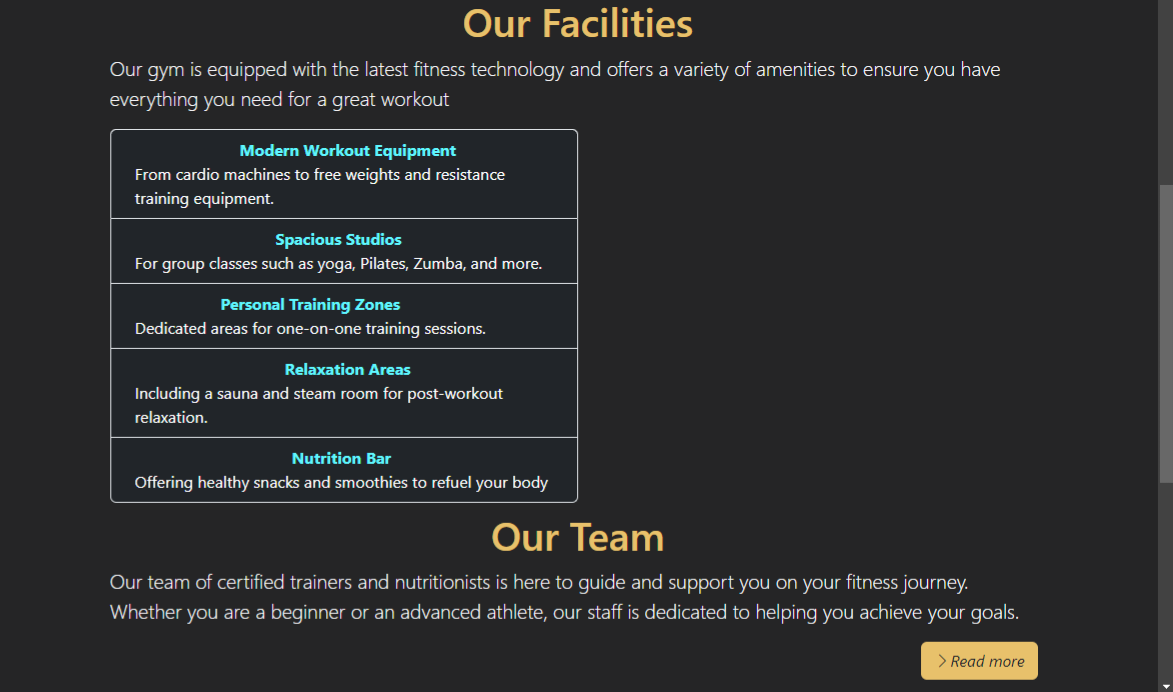 Our Facilities
Our gym is equipped with the latest fitness technology and offers a variety of amenities to ensure you have
everything you need for a great workout
Modern Workout Equipment
From cardio machines to free weights and resistance
training equipment.
Spacious Studios
For group classes such as yoga, Pilates, Zumba, and more.
Personal Training Zones
Dedicated areas for one-on-one training sessions.
Relaxation Areas
Including a sauna and steam room for post-workout
relaxation.
Nutrition Bar
Offering healthy snacks and smoothies to refuel your body
Our Team
Our team of certified trainers and nutritionists is here to guide and support you on your fitness journey.
Whether you are a beginner or an advanced athlete, our staff is dedicated to helping you achieve your goals.
Read more